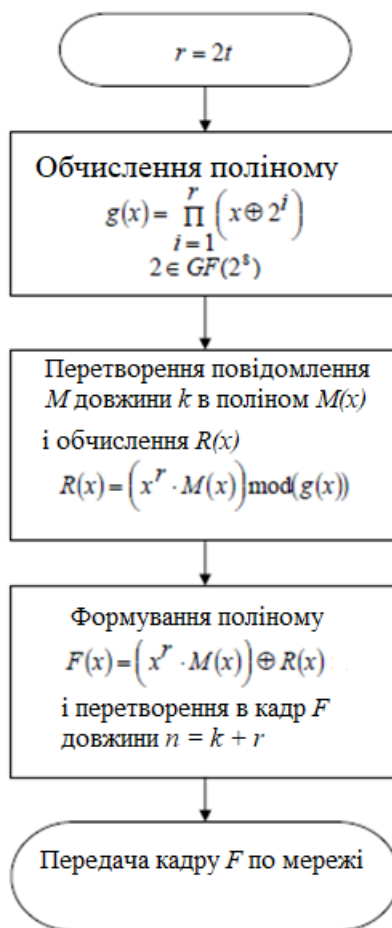 r = 2t
Обчислення поліному
g(x) = ∏ (x ⊕ 2^i)
r
i = 1
2 ∈ GF(2^8)
Перетворення повідомлення
M довжини k в поліном M(x)
і обчислення R(x)
R(x) = (x^r · M(x)) mod(g(x))
Формування поліному
F(x) = (x^r · M(x)) ⊕ R(x)
і перетворення в кадр F
довжини n = k + r
Передача кадру F по мережі